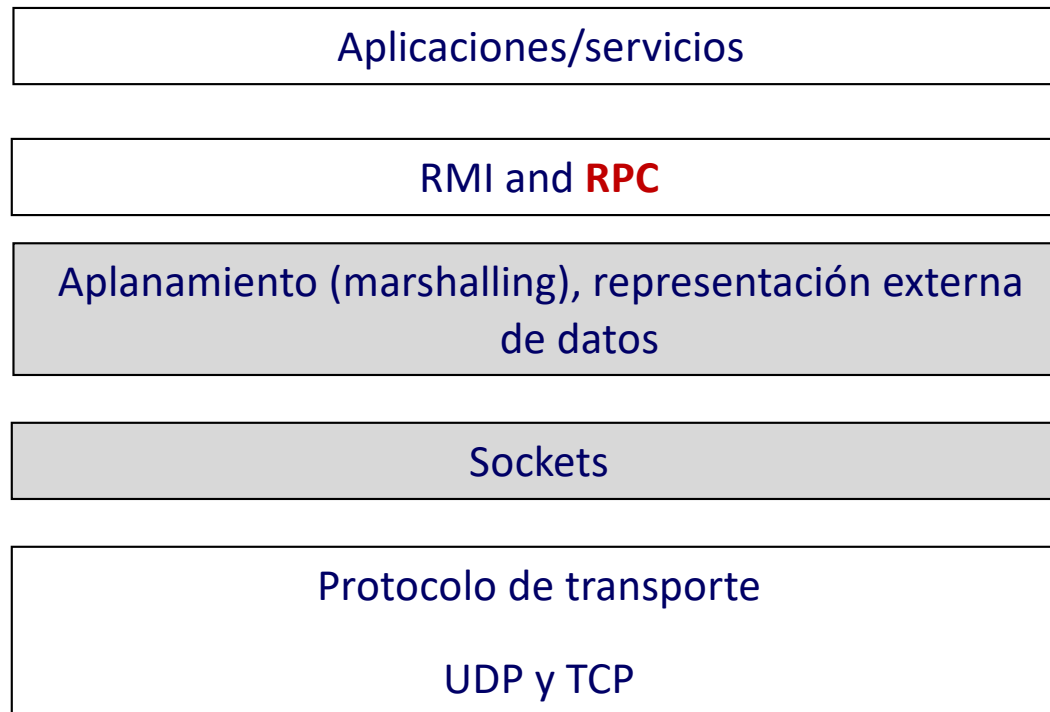 Aplicaciones/servicios
RMI and RPC
Aplanamiento (marshalling), representación externa
de datos
Sockets
Protocolo de transporte
UDP y TCP